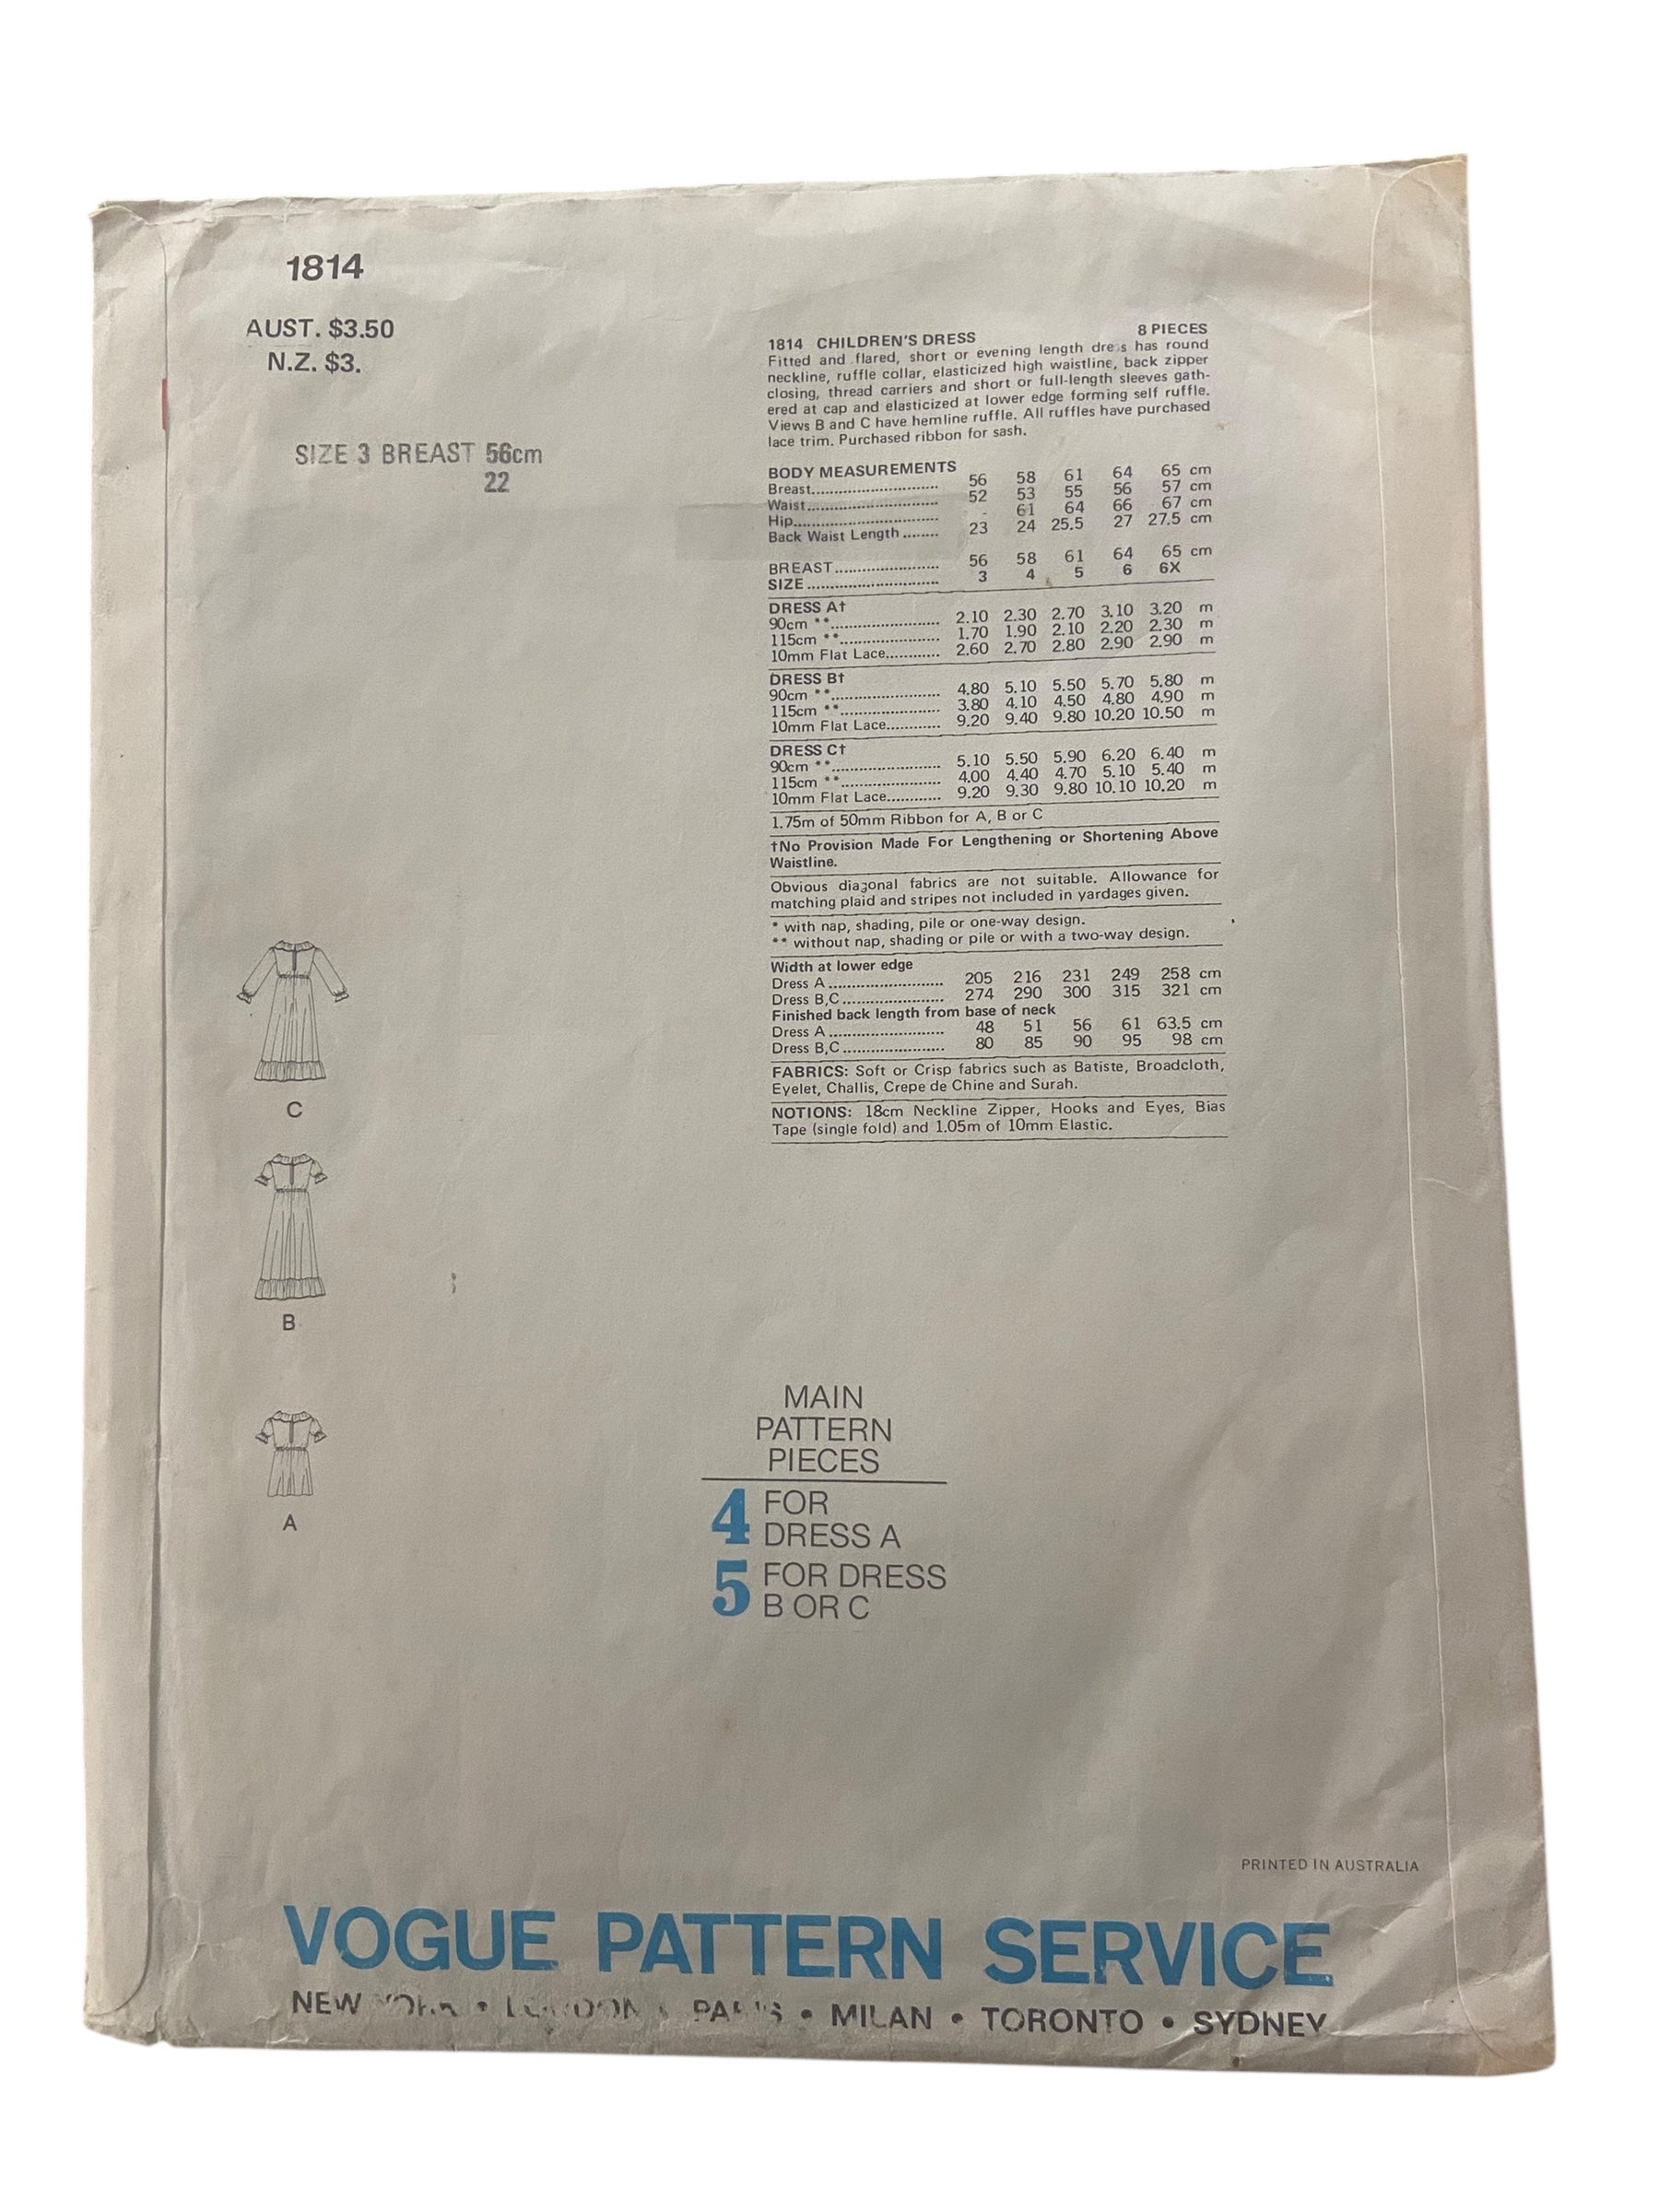 1814
AUST. $3.50
N.Z. $3.
SIZE 3 BREAST 56cm
22
1814 CHILDREN'S DRESS 8 PIECES
Fitted and flared, short or evening length dress has round
neckline, ruffle collar, elasticized high waistline, back zipper
closing, thread carriers and short or full-length sleeves gath-
ered at cap and elasticized at lower edge forming self ruffle.
Views B and C have hemline ruffle. All ruffles have purchased
lace trim. Purchased ribbon for sash.
BODY MEASUREMENTS
Breast............................ 56 58 61 64 65 cm
Waist............................. 52 53 55 56 57 cm
Hip................................ - 61 64 66 67 cm
Back Waist Length ........ 23 24 25.5 27 27.5 cm
BREAST....................... 56 58 61 64 65 cm
SIZE............................. 3 4 5 6 6X
DRESS A†
90cm **........................ 2.10 2.30 2.70 3.10 3.20 m
115cm **...................... 1.70 1.90 2.10 2.20 2.30 m
10mm Flat Lace............ 2.60 2.70 2.80 2.90 2.90 m
DRESS B†
90cm **........................ 4.80 5.10 5.50 5.70 5.80 m
115cm **...................... 3.80 4.10 4.50 4.80 4.90 m
10mm Flat Lace............ 9.20 9.40 9.80 10.20 10.50 m
DRESS C†
90cm **........................ 5.10 5.50 5.90 6.20 6.40 m
115cm **...................... 4.00 4.40 4.70 5.10 5.40 m
10mm Flat Lace............ 9.20 9.30 9.80 10.10 10.20 m
1.75m of 50mm Ribbon for A, B or C
†No Provision Made For Lengthening or Shortening Above
Waistline.
Obvious diagonal fabrics are not suitable. Allowance for
matching plaid and stripes not included in yardages given.
* with nap, shading, pile or one-way design.
** without nap, shading or pile or with a two-way design.
Width at lower edge
Dress A ......................... 205 216 231 249 258 cm
Dress B,C...................... 274 290 300 315 321 cm
Finished back length from base of neck
Dress A ......................... 48 51 56 61 63.5 cm
Dress B,C...................... 80 85 90 95 98 cm
FABRICS: Soft or Crisp fabrics such as Batiste, Broadcloth,
Eyelet, Challis, Crepe de Chine and Surah.
NOTIONS: 18cm Neckline Zipper, Hooks and Eyes, Bias
Tape (single fold) and 1.05m of 10mm Elastic.
C
B
A
MAIN
PATTERN
PIECES
4 FOR
DRESS A
5 FOR DRESS
B OR C
PRINTED IN AUSTRALIA
VOGUE PATTERN SERVICE
NEW YORK • LONDON • PARIS • MILAN • TORONTO • SYDNEY